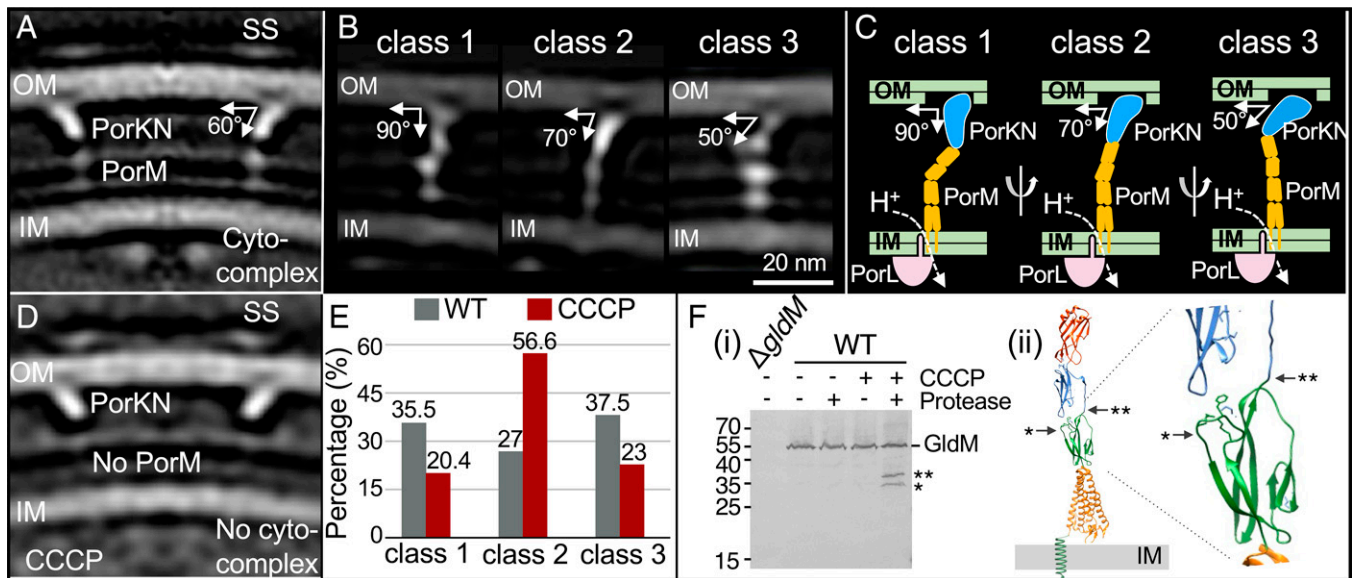 A
SS
OM
PorKN
60°
PorM
IM
Cyto-
complex
B
class 1
class 2
class 3
OM
OM
OM
90°
70°
50°
IM
IM
IM
20 nm
C
class 1
class 2
class 3
OM
OM
OM
90°
PorKN
70°
PorKN
50°
PorKN
PorM
PorM
PorM
H+
H+
H+
IM
IM
IM
PorL
PorL
PorL
D
SS
OM
PorKN
No PorM
IM
CCCP
No cyto-
complex
E
WT
CCCP
Percentage (%)
60
45
30
15
0
35.5
20.4
27
56.6
37.5
23
class 1
class 2
class 3
F
(i)
ΔgldM
WT
- - - + + CCCP
- - + - + Protease
70
55
40
35
25
15
GldM
**
*
(ii)
**
*
IM
**
*